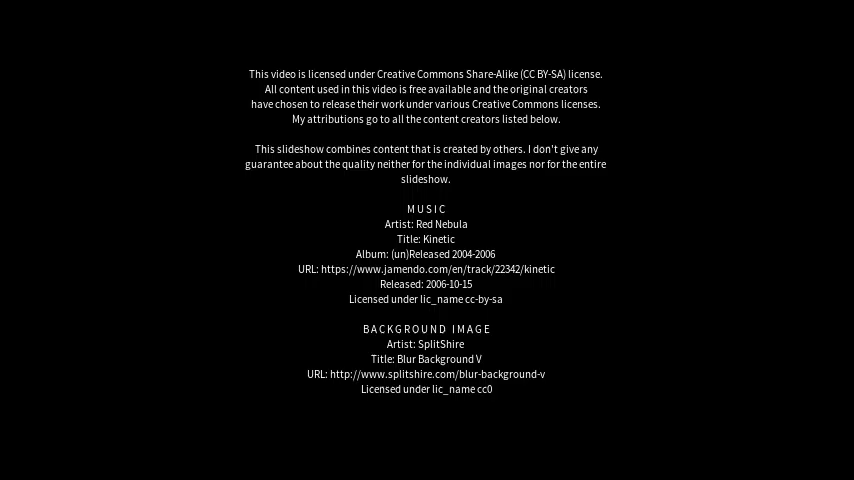 This video is licensed under Creative Commons Share-Alike (CC BY-SA) license.
All content used in this video is free available and the original creators
have chosen to release their work under various Creative Commons licenses.
My attributions go to all the content creators listed below.
This slideshow combines content that is created by others. I don't give any
guarantee about the quality neither for the individual images nor for the entire
slideshow.
MUSIC
Artist: Red Nebula
Title: Kinetic
Album: (un)Released 2004-2006
URL: https://www.jamendo.com/en/track/22342/kinetic
Released: 2006-10-15
Licensed under lic_name cc-by-sa
BACKGROUND IMAGE
Artist: SplitShire
Title: Blur Background V
URL: http://www.splitshire.com/blur-background-v
Licensed under lic_name cc0